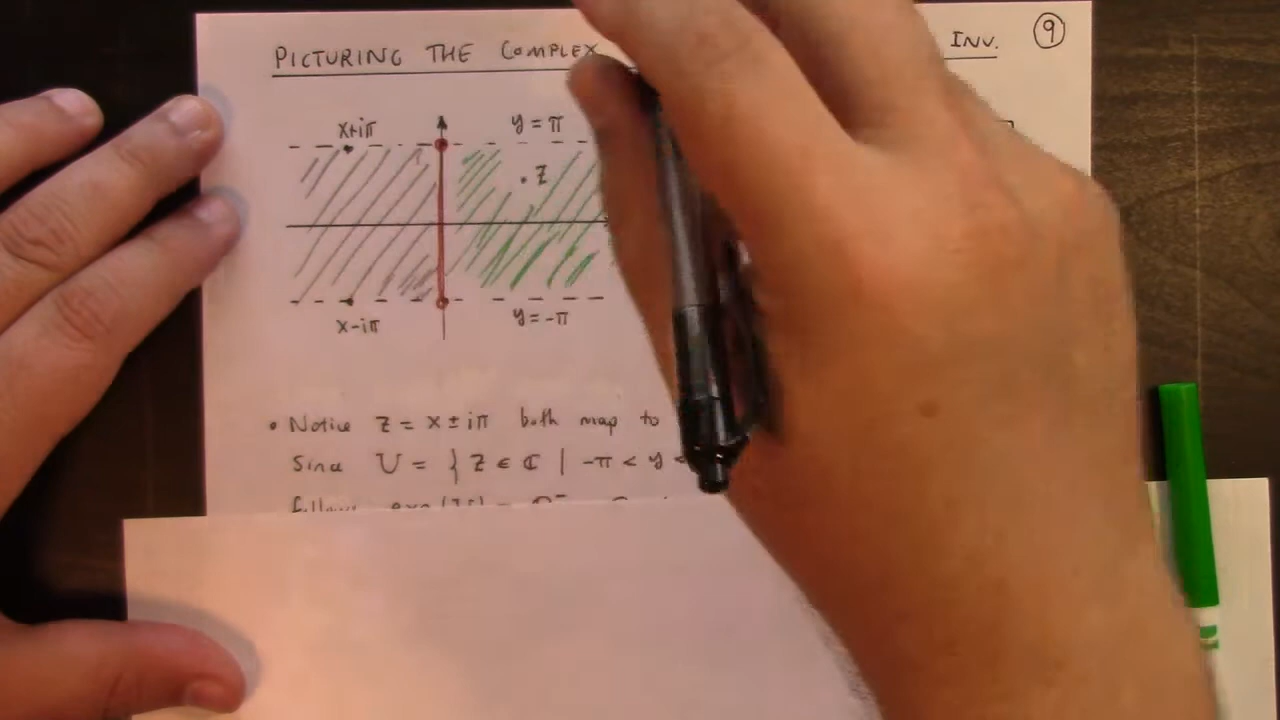 PICTURING THE COMPLEX INV. 9
x+iπ y = π
z
x-iπ y = -π
• Notice z = x ± iπ both map to
Since U = { z ∈ ℂ | -π < y <